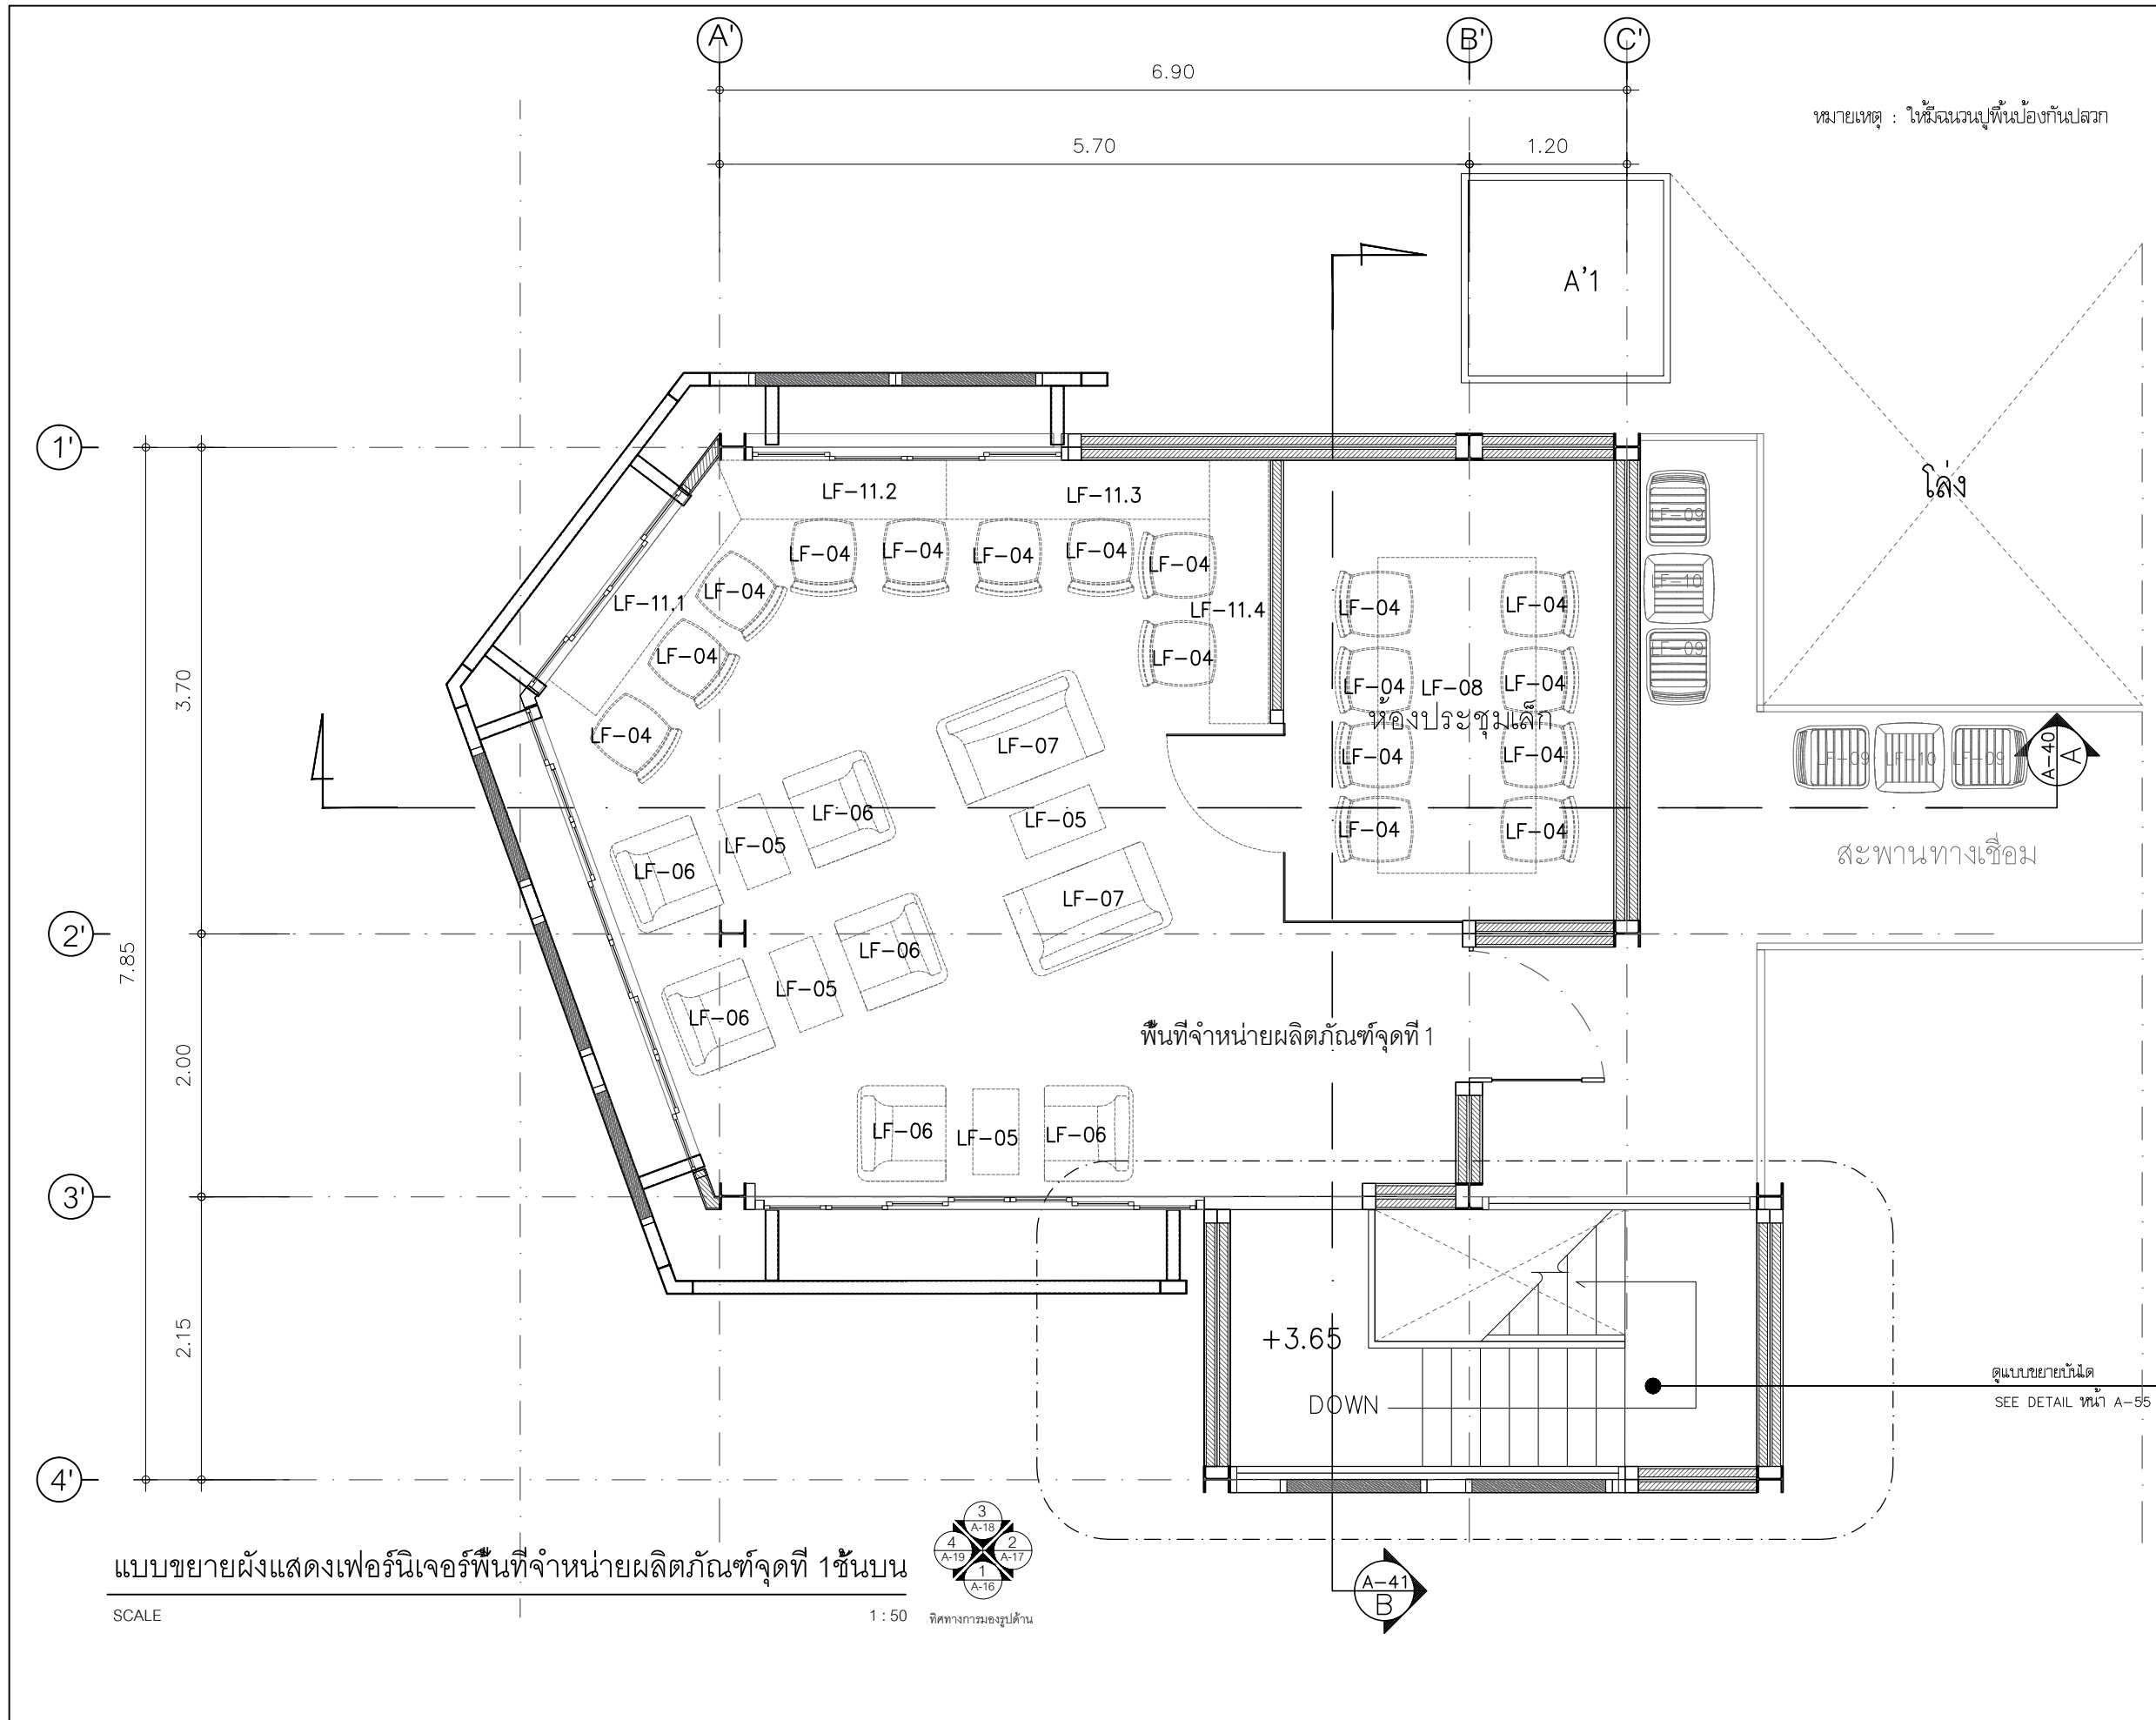 A'
B'
C'
6.90
หมายเหตุ : ให้มีฉนวนปูพื้นป้องกันปลวก
5.70
1.20
A'1
1'
โล่ง
LF-11.2
LF-11.3
LF-09
LF-04
LF-04
LF-04
LF-04
LF-04
LF-10
LF-11.1
LF-04
LF-11.4
LF-04
LF-04
LF-04
LF-04
LF-09
LF-04
LF-08
LF-04
3.70
ห้องประชุมเล็ก
LF-04
LF-07
LF-04
LF-04
LF-09
LF-10
LF-09
A-40
A
LF-06
LF-05
LF-05
LF-04
LF-04
สะพานทางเชื่อม
LF-06
LF-07
2'
7.85
LF-06
LF-05
LF-06
พื้นที่จำหน่ายผลิตภัณฑ์จุดที่ 1
2.00
LF-06
LF-05
LF-06
3'
2.15
+3.65
DOWN
ดูแบบขยายบันได
SEE DETAIL หน้า A-55
4'
3
A-18
4
A-19
2
A-17
1
A-16
แบบขยายผังแสดงเฟอร์นิเจอร์พื้นที่จำหน่ายผลิตภัณฑ์จุดที่ 1ชั้นบน
A-41
B
SCALE
1 : 50
ทิศทางการมองรูปด้าน